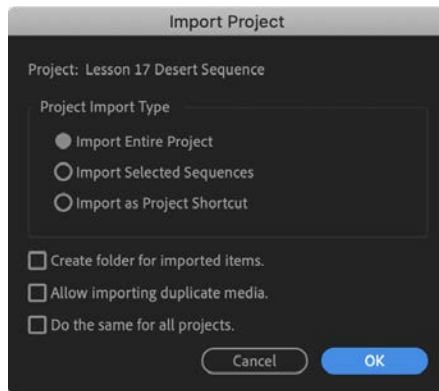 Import Project
Project: Lesson 17 Desert Sequence
Project Import Type
Import Entire Project
Import Selected Sequences
Import as Project Shortcut
Create folder for imported items.
Allow importing duplicate media.
Do the same for all projects.
Cancel OK